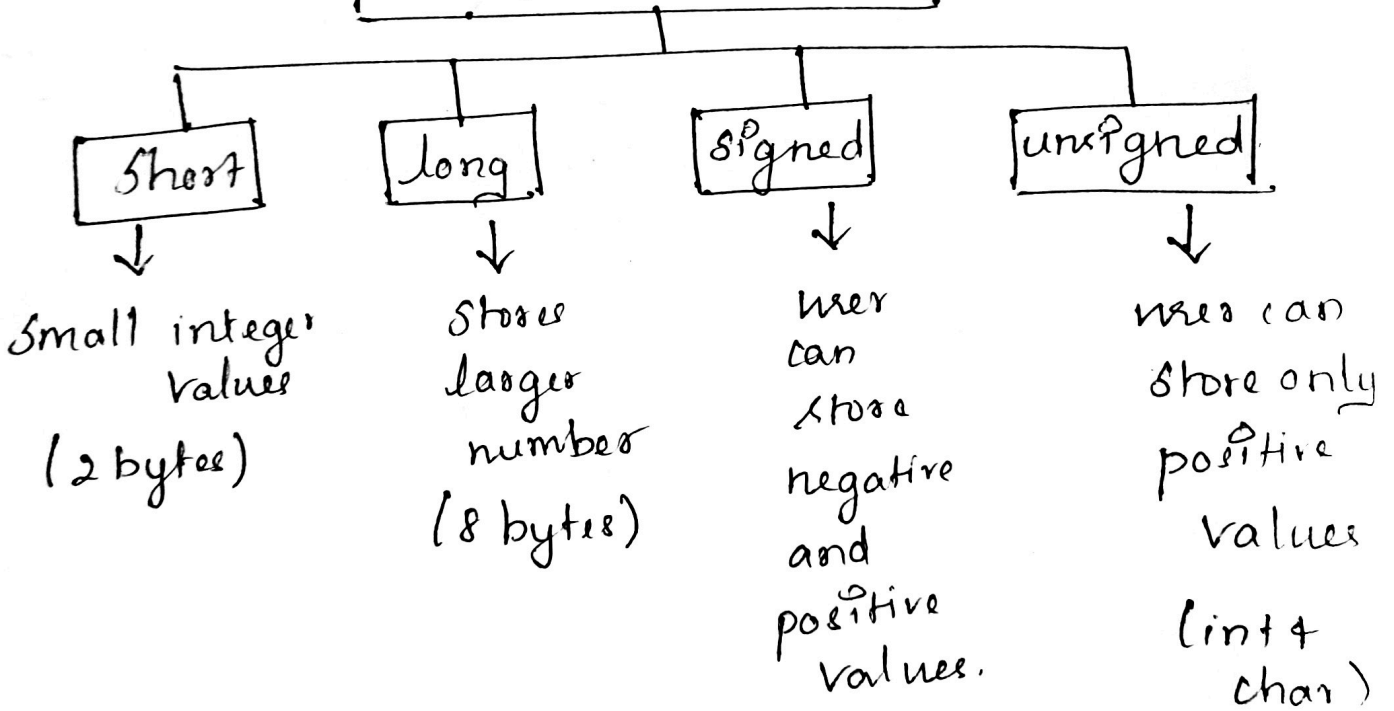 Short
long
signed
unsigned
small integer
values
(2 bytes)
stores
larger
number
(8 bytes)
user
can
store
negative
and
positive
values.
user can
store only
positive
values
(int &
char)